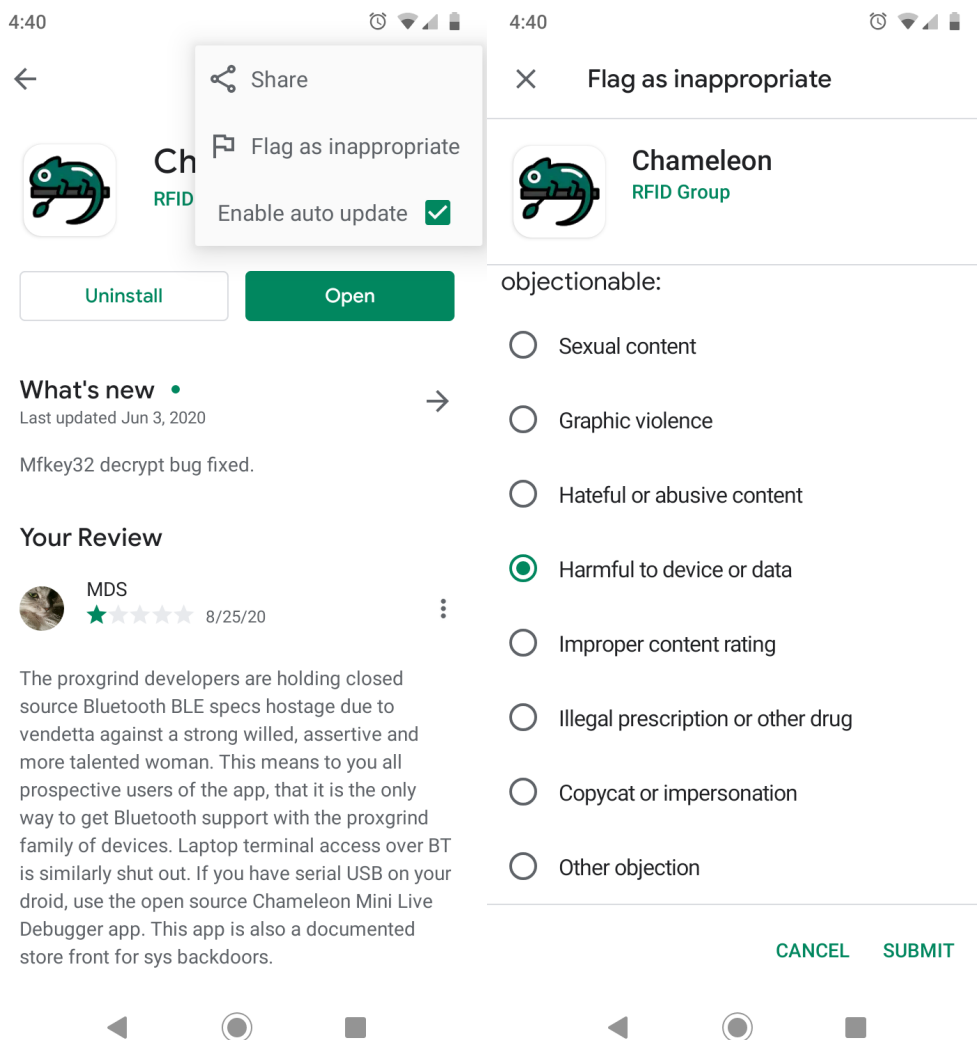 4:40
Share
Flag as inappropriate
Enable auto update
Ch
RFID
Uninstall
Open
What's new
Last updated Jun 3, 2020
Mfkey32 decrypt bug fixed.
Your Review
MDS
8/25/20
The proxgrind developers are holding closed
source Bluetooth BLE specs hostage due to
vendetta against a strong willed, assertive and
more talented woman. This means to you all
prospective users of the app, that it is the only
way to get Bluetooth support with the proxgrind
family of devices. Laptop terminal access over BT
is similarly shut out. If you have serial USB on your
droid, use the open source Chameleon Mini Live
Debugger app. This app is also a documented
store front for sys backdoors.
4:40
Flag as inappropriate
Chameleon
RFID Group
objectionable:
Sexual content
Graphic violence
Hateful or abusive content
Harmful to device or data
Improper content rating
Illegal prescription or other drug
Copycat or impersonation
Other objection
CANCEL SUBMIT